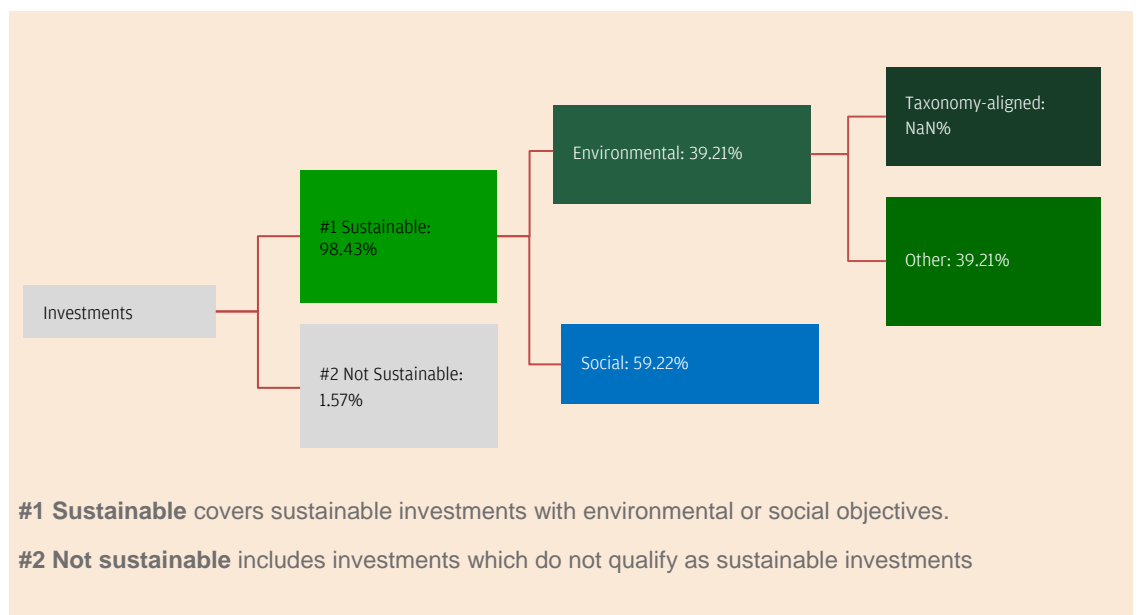 Investments
#1 Sustainable:
98.43%
#2 Not Sustainable:
1.57%
Environmental: 39.21%
Social: 59.22%
Taxonomy-aligned:
NaN%
Other: 39.21%
#1 Sustainable covers sustainable investments with environmental or social objectives.
#2 Not sustainable includes investments which do not qualify as sustainable investments